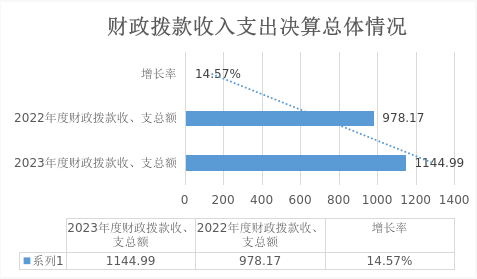 财政拨款收入支出决算总体情况
增长率
14.57%
2022年度财政拨款收、支总额
978.17
2023年度财政拨款收、支总额
1144.99
0 200 400 600 800 1000 1200 1400
2023年度财政拨款收、支总额 2022年度财政拨款收、支总额 增长率
系列1 1144.99 978.17 14.57%